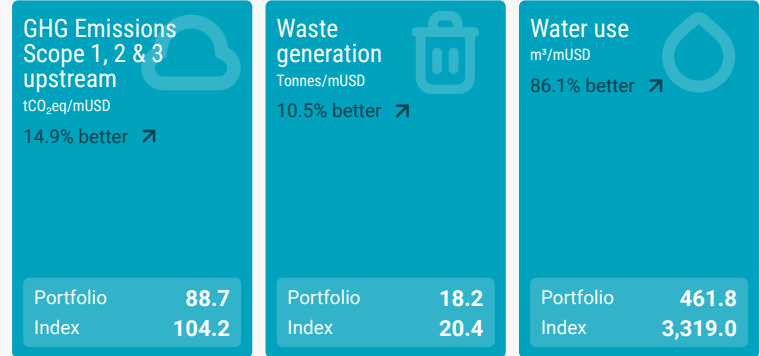 GHG Emissions
Scope 1, 2 & 3
upstream
tCO₂eq/mUSD
14.9% better
Portfolio 88.7
Index 104.2
Waste
generation
Tonnes/mUSD
10.5% better
Portfolio 18.2
Index 20.4
Water use
m³/mUSD
86.1% better
Portfolio 461.8
Index 3,319.0